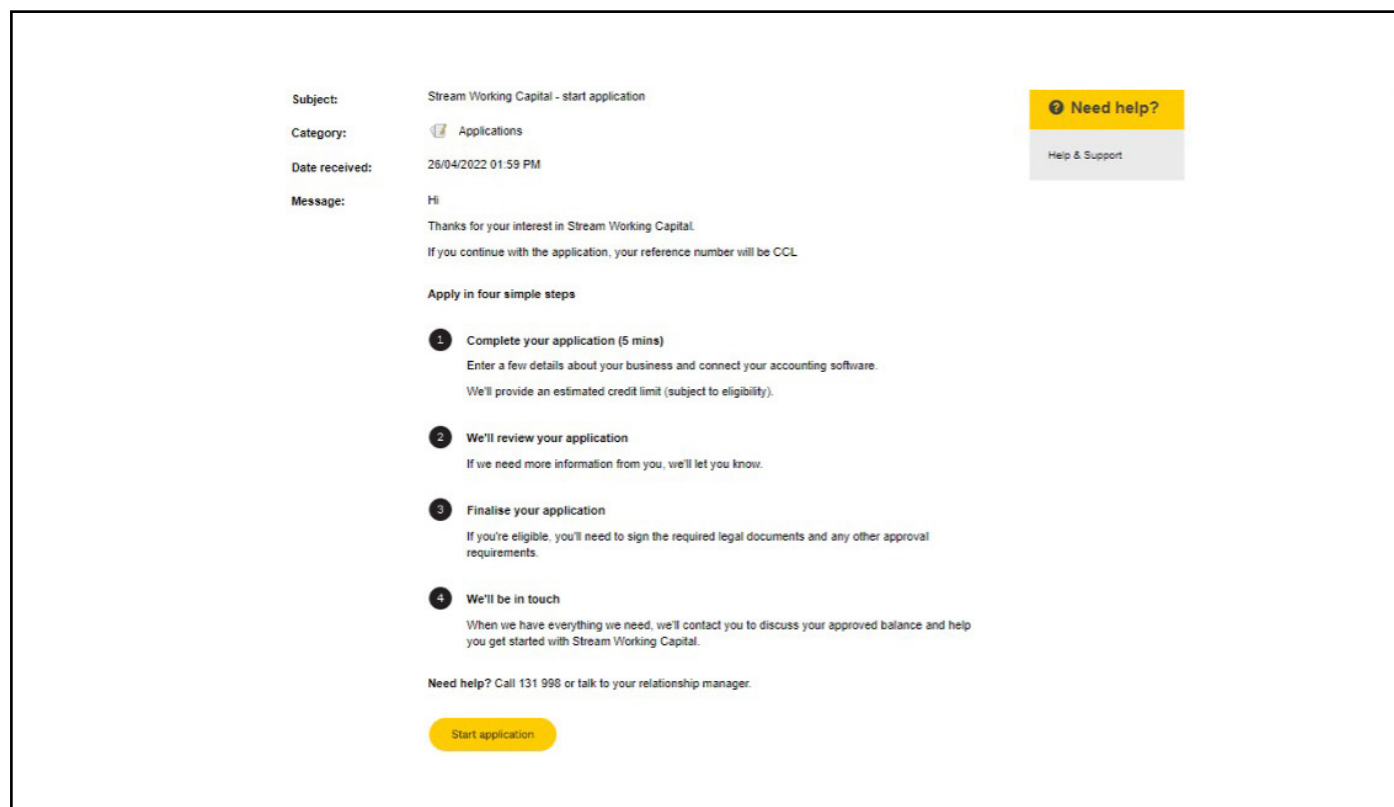 Subject: Stream Working Capital - start application
Need help?
Category: Applications
Help & Support
Date received: 26/04/2022 01:59 PM
Message: Hi
Thanks for your interest in Stream Working Capital.
If you continue with the application, your reference number will be CCL
Apply in four simple steps
1 Complete your application (5 mins)
Enter a few details about your business and connect your accounting software.
We'll provide an estimated credit limit (subject to eligibility).
2 We'll review your application
If we need more information from you, we'll let you know.
3 Finalise your application
If you're eligible, you'll need to sign the required legal documents and any other approval
requirements.
4 We'll be in touch
When we have everything we need, we'll contact you to discuss your approved balance and help
you get started with Stream Working Capital.
Need help? Call 131 998 or talk to your relationship manager.
Start application